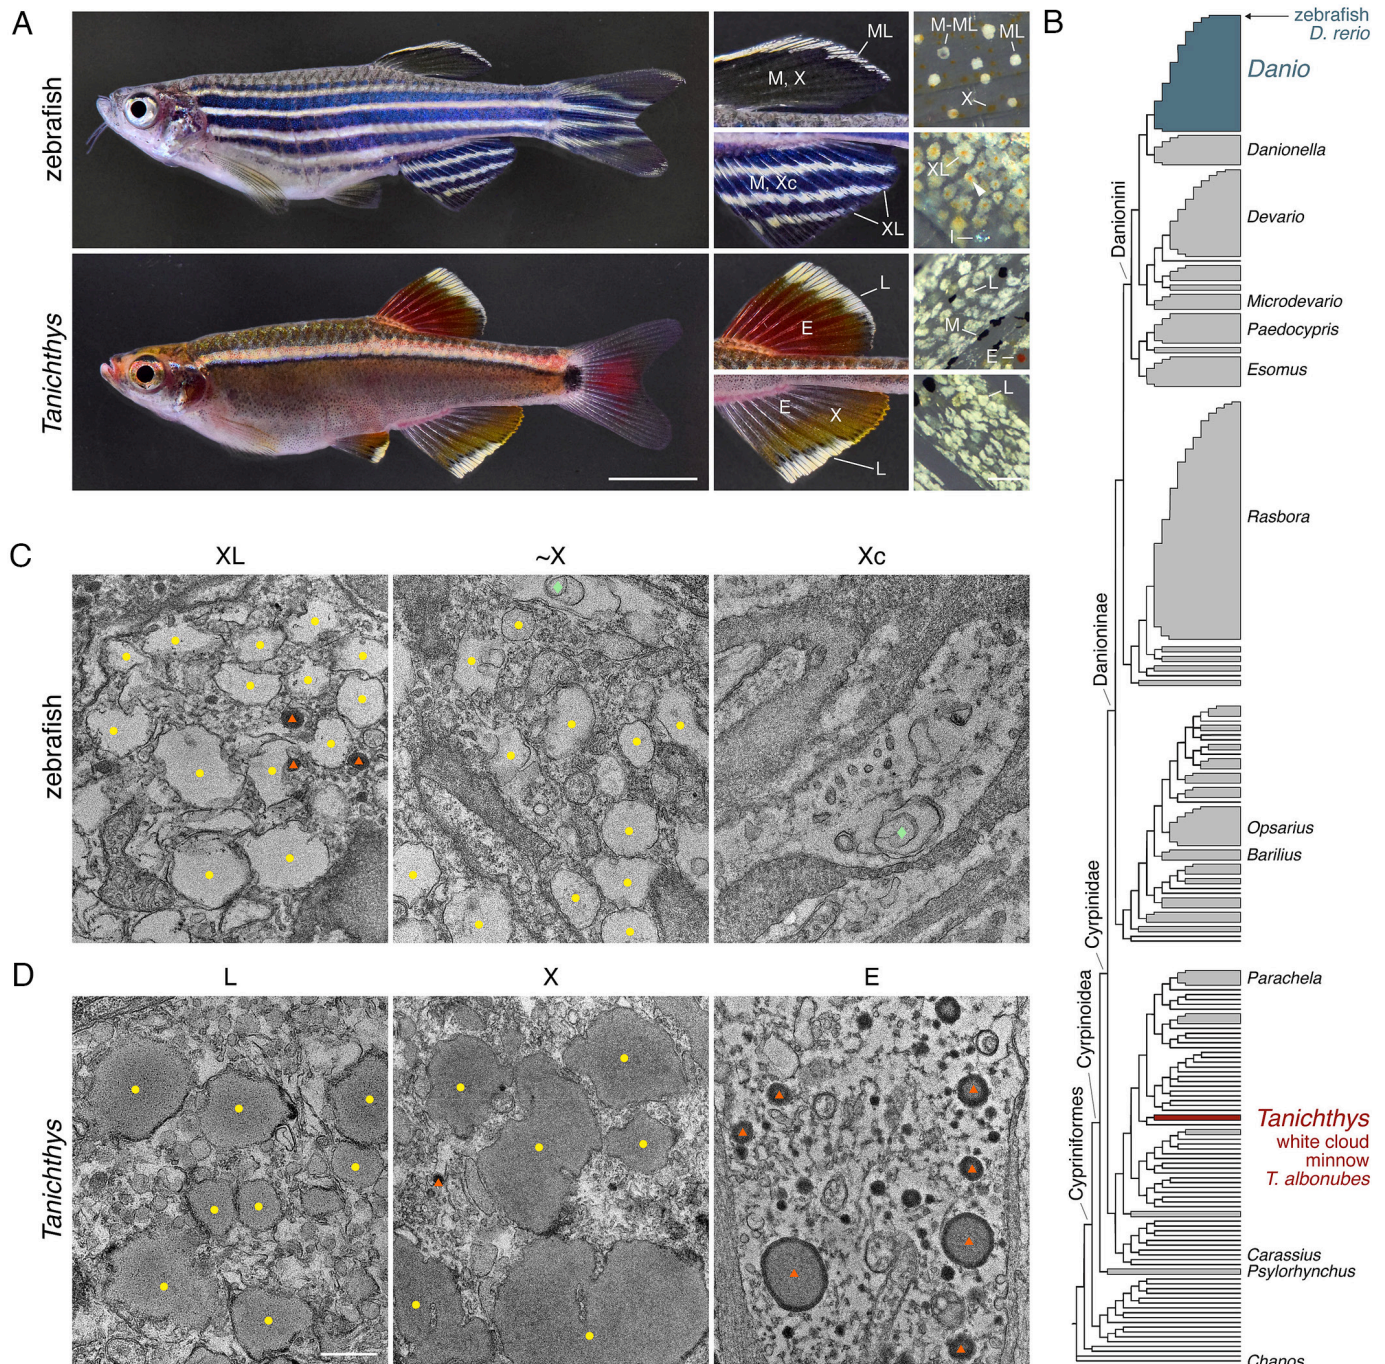 A
zebrafish
ML
M, X
M-ML
ML
X
M, Xc
XL
XL
I
Tanichthys
L
E
L
M
E
E
X
L
L
B
zebrafish
D. rerio
Danio
Danionella
Devario
Danionini
Microdevario
Paedocypris
Esomus
Rasbora
Danioninae
Opsarius
Barilius
Cyrpinidae
Parachela
Cyrpinoidea
Tanichthys
white cloud
minnow
T. albonubes
Cypriniformes
Carassius
Psylorhynchus
Chanos
C
XL
~X
Xc
zebrafish
D
L
X
E
Tanichthys